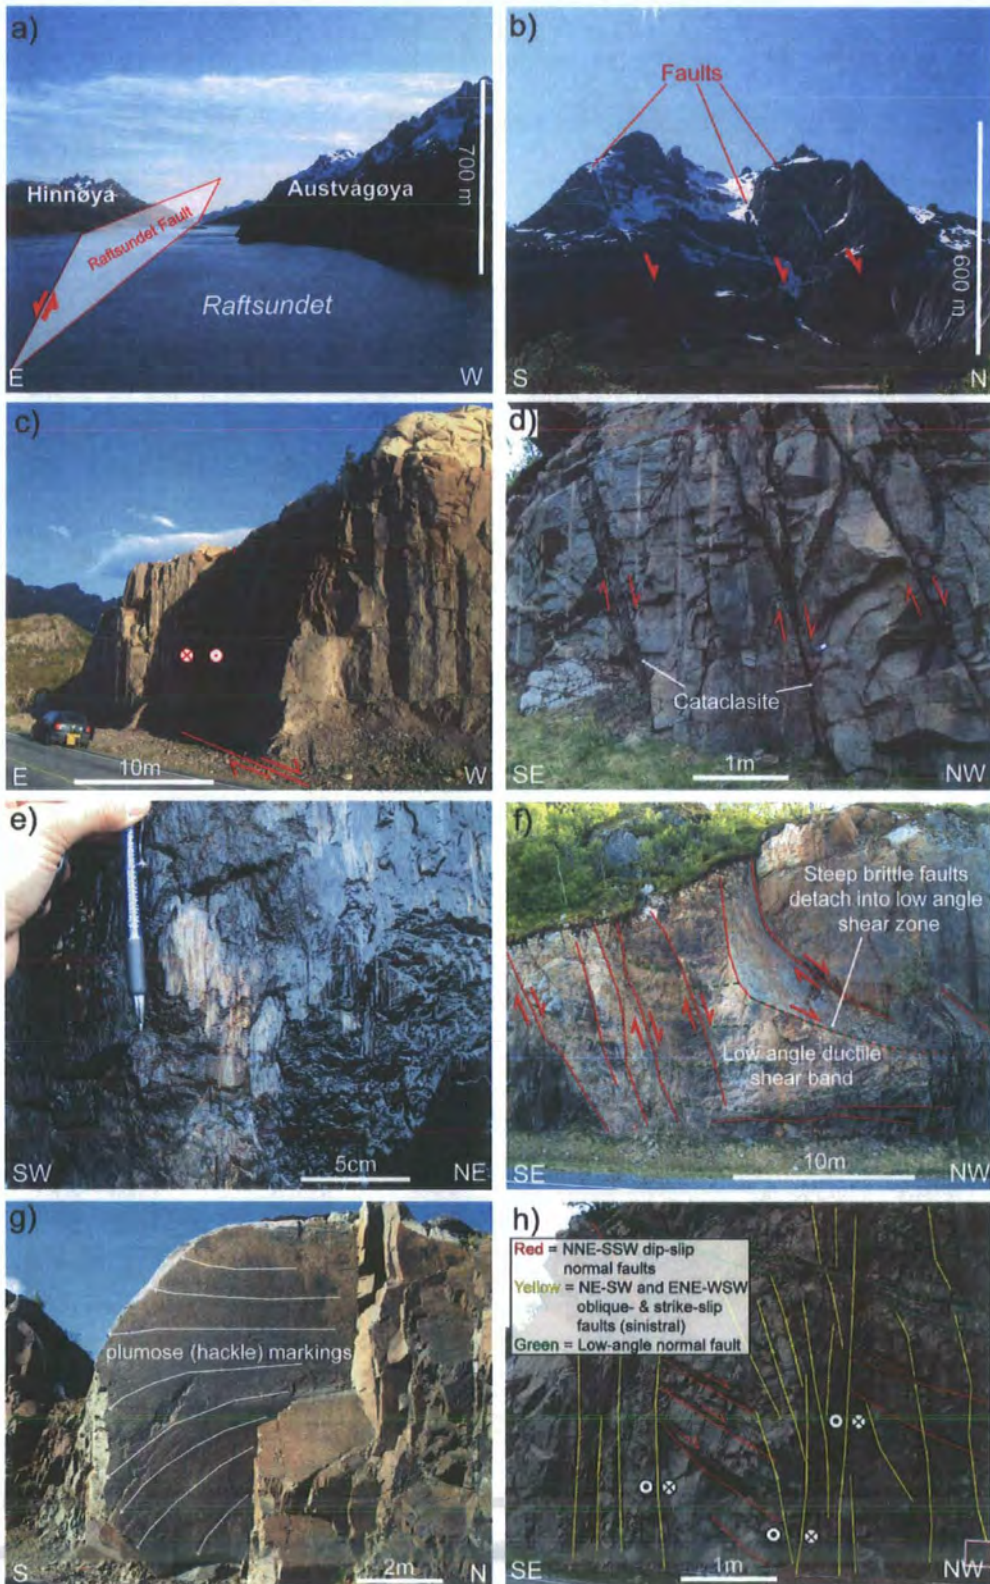 a)
Hinnøya
Austvagøya
700 m
Raftsundet Fault
Raftsundet
E
W
b)
Faults
600 m
S
N
c)
E
10m
W
d)
Cataclasite
SE
1m
NW
e)
SW
5cm
NE
f)
Steep brittle faults
detach into low angle
shear zone
Low angle ductile
shear band
SE
10m
NW
g)
plumose (hackle) markings
S
2m
N
h)
Red = NNE-SSW dip-slip
normal faults
Yellow = NE-SW and ENE-WSW
oblique- & strike-slip
faults (sinistral)
Green = Low-angle normal fault
SE
1m
NW